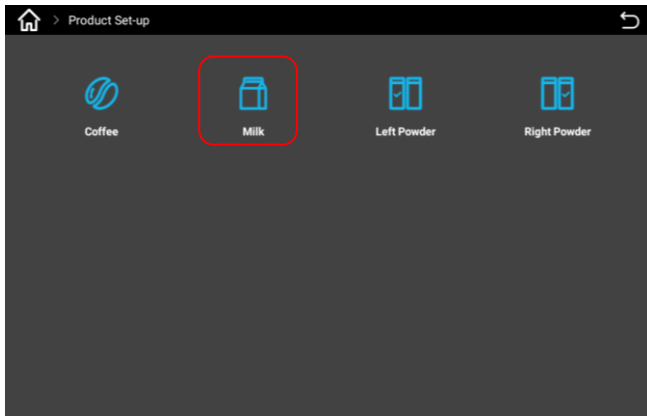 > Product Set-up
Coffee
Milk
Left Powder
Right Powder